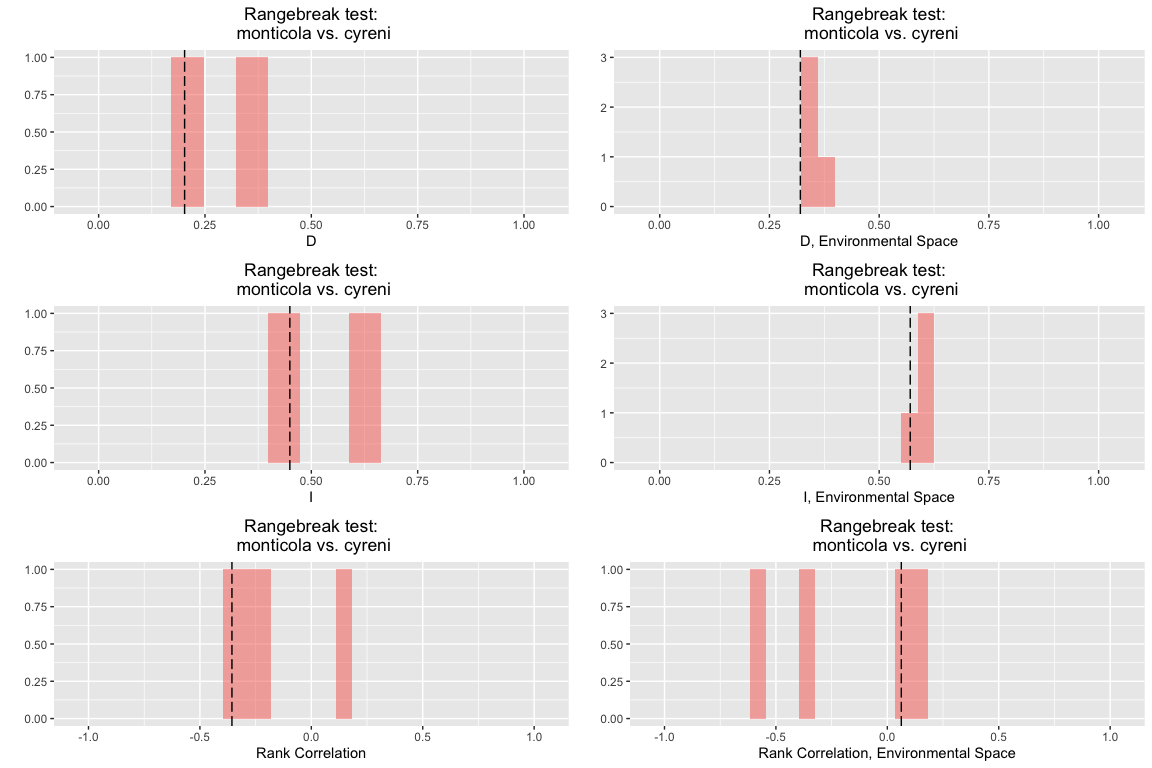 Rangebreak test:
monticola vs. cyreni
1.00
0.75
0.50
0.25
0.00
0.00 0.25 0.50 0.75 1.00
D
Rangebreak test:
monticola vs. cyreni
3
2
1
0
0.00 0.25 0.50 0.75 1.00
D, Environmental Space
Rangebreak test:
monticola vs. cyreni
1.00
0.75
0.50
0.25
0.00
0.00 0.25 0.50 0.75 1.00
I
Rangebreak test:
monticola vs. cyreni
3
2
1
0
0.00 0.25 0.50 0.75 1.00
I, Environmental Space
Rangebreak test:
monticola vs. cyreni
1.00
0.75
0.50
0.25
0.00
-1.0 -0.5 0.0 0.5 1.0
Rank Correlation
Rangebreak test:
monticola vs. cyreni
1.00
0.75
0.50
0.25
0.00
-1.0 -0.5 0.0 0.5 1.0
Rank Correlation, Environmental Space